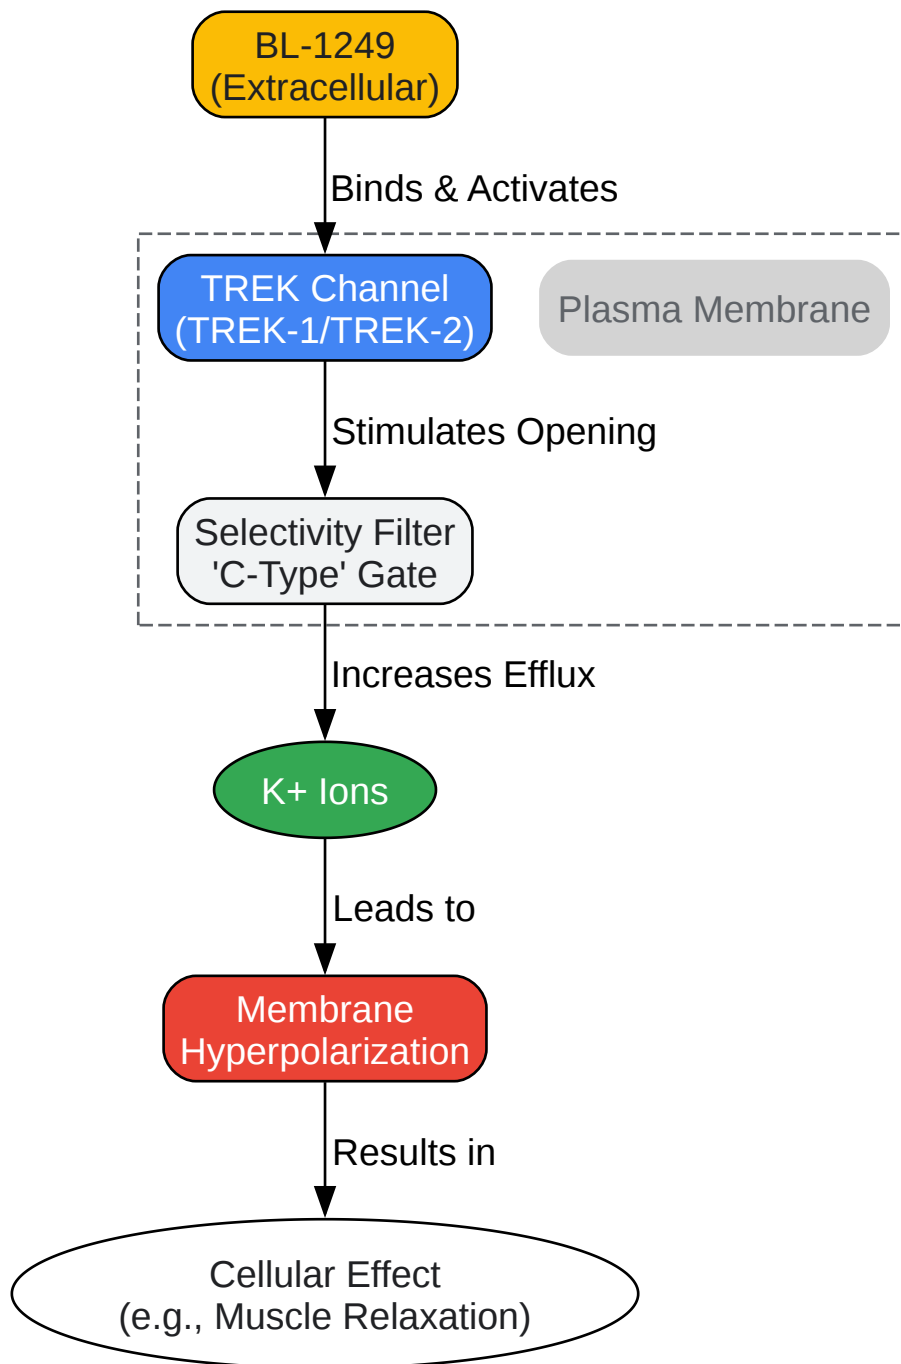 BL-1249
(Extracellular)
Binds & Activates
TREK Channel
(TREK-1/TREK-2)
Plasma Membrane
Stimulates Opening
Selectivity Filter
'C-Type' Gate
Increases Efflux
K+ Ions
Leads to
Membrane
Hyperpolarization
Results in
Cellular Effect
(e.g., Muscle Relaxation)